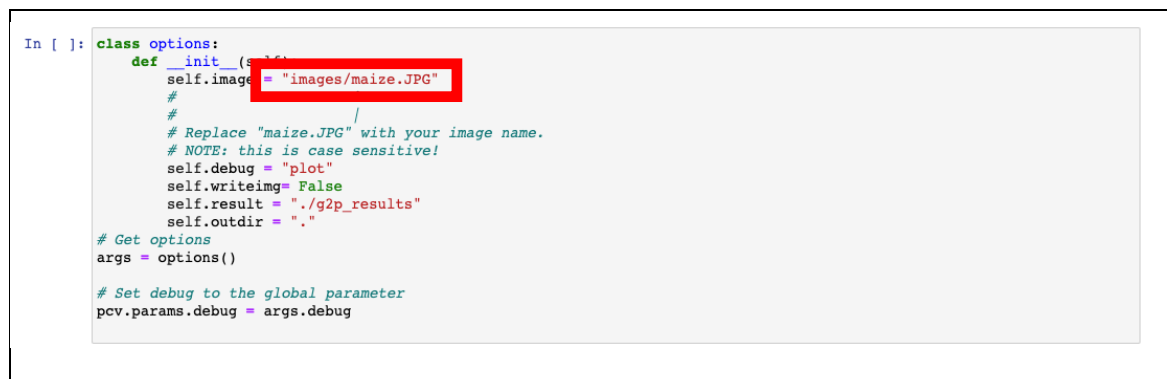 In [ ]: class options:
def __init__(self):
self.image = "images/maize.JPG"
#
# |
# Replace "maize.JPG" with your image name.
# NOTE: this is case sensitive!
self.debug = "plot"
self.writeimg= False
self.result = "./g2p_results"
self.outdir = "."
# Get options
args = options()
# Set debug to the global parameter
pcv.params.debug = args.debug